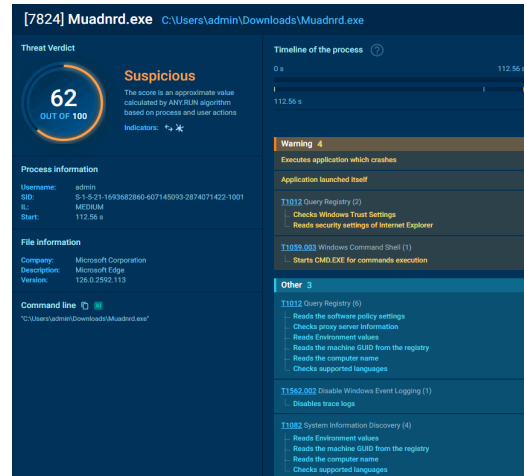 [7824] Muadnrd.exe C:\Users\admin\Downloads\Muadnrd.exe
Threat Verdict
62
OUT OF 100
Suspicious
The score is an approximate value
calculated by ANY.RUN algorithm
based on process and user actions
Indicators:
Process information
Username: admin
SID: S-1-5-21-1693682860-607145093-2874071422-1001
IL: MEDIUM
Start: 112.56 s
File information
Company: Microsoft Corporation
Description: Microsoft Edge
Version: 126.0.2592.113
Command line
"C:\Users\admin\Downloads\Muadnrd.exe"
Timeline of the process ?
0 s 112.56 s
112.56 s
Warning 4
Executes application which crashes
Application launched itself
T1012 Query Registry (2)
Checks Windows Trust Settings
Reads security settings of Internet Explorer
T1059.003 Windows Command Shell (1)
Starts CMD.EXE for commands execution
Other 3
T1012 Query Registry (6)
Reads the software policy settings
Checks proxy server information
Reads Environment values
Reads the machine GUID from the registry
Reads the computer name
Checks supported languages
T1562.002 Disable Windows Event Logging (1)
Disables trace logs
T1082 System Information Discovery (4)
Reads Environment values
Reads the machine GUID from the registry
Reads the computer name
Checks supported languages